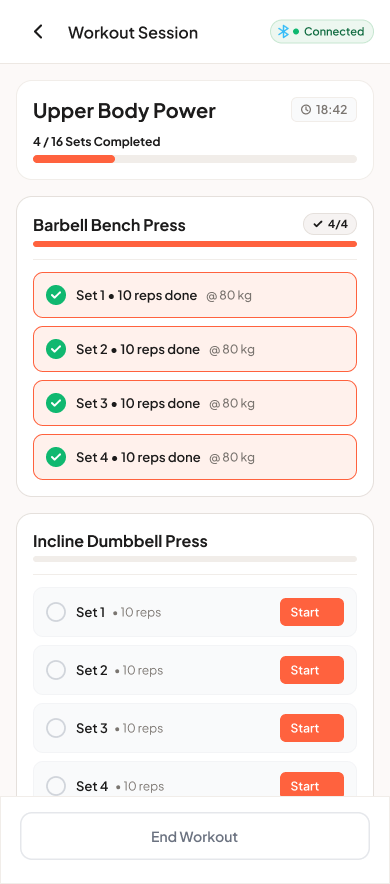 Workout Session
Connected
Upper Body Power
18:42
4 / 16 Sets Completed
Barbell Bench Press
4/4
Set 1 • 10 reps done @ 80 kg
Set 2 • 10 reps done @ 80 kg
Set 3 • 10 reps done @ 80 kg
Set 4 • 10 reps done @ 80 kg
Incline Dumbbell Press
Set 1 • 10 reps Start
Set 2 • 10 reps Start
Set 3 • 10 reps Start
Set 4 • 10 reps Start
End Workout